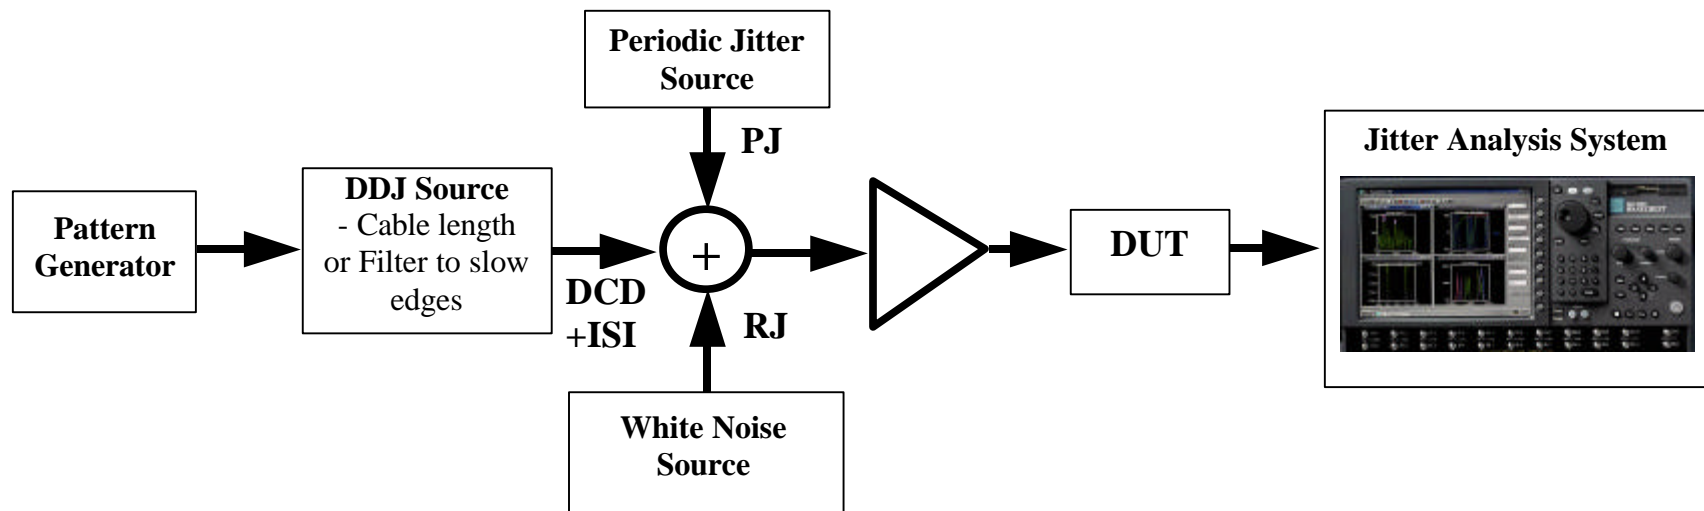 Periodic Jitter
Source
PJ
Jitter Analysis System
Pattern
Generator
DDJ Source
- Cable length
or Filter to slow
edges
DCD
+ISI
+
RJ
DUT
White Noise
Source